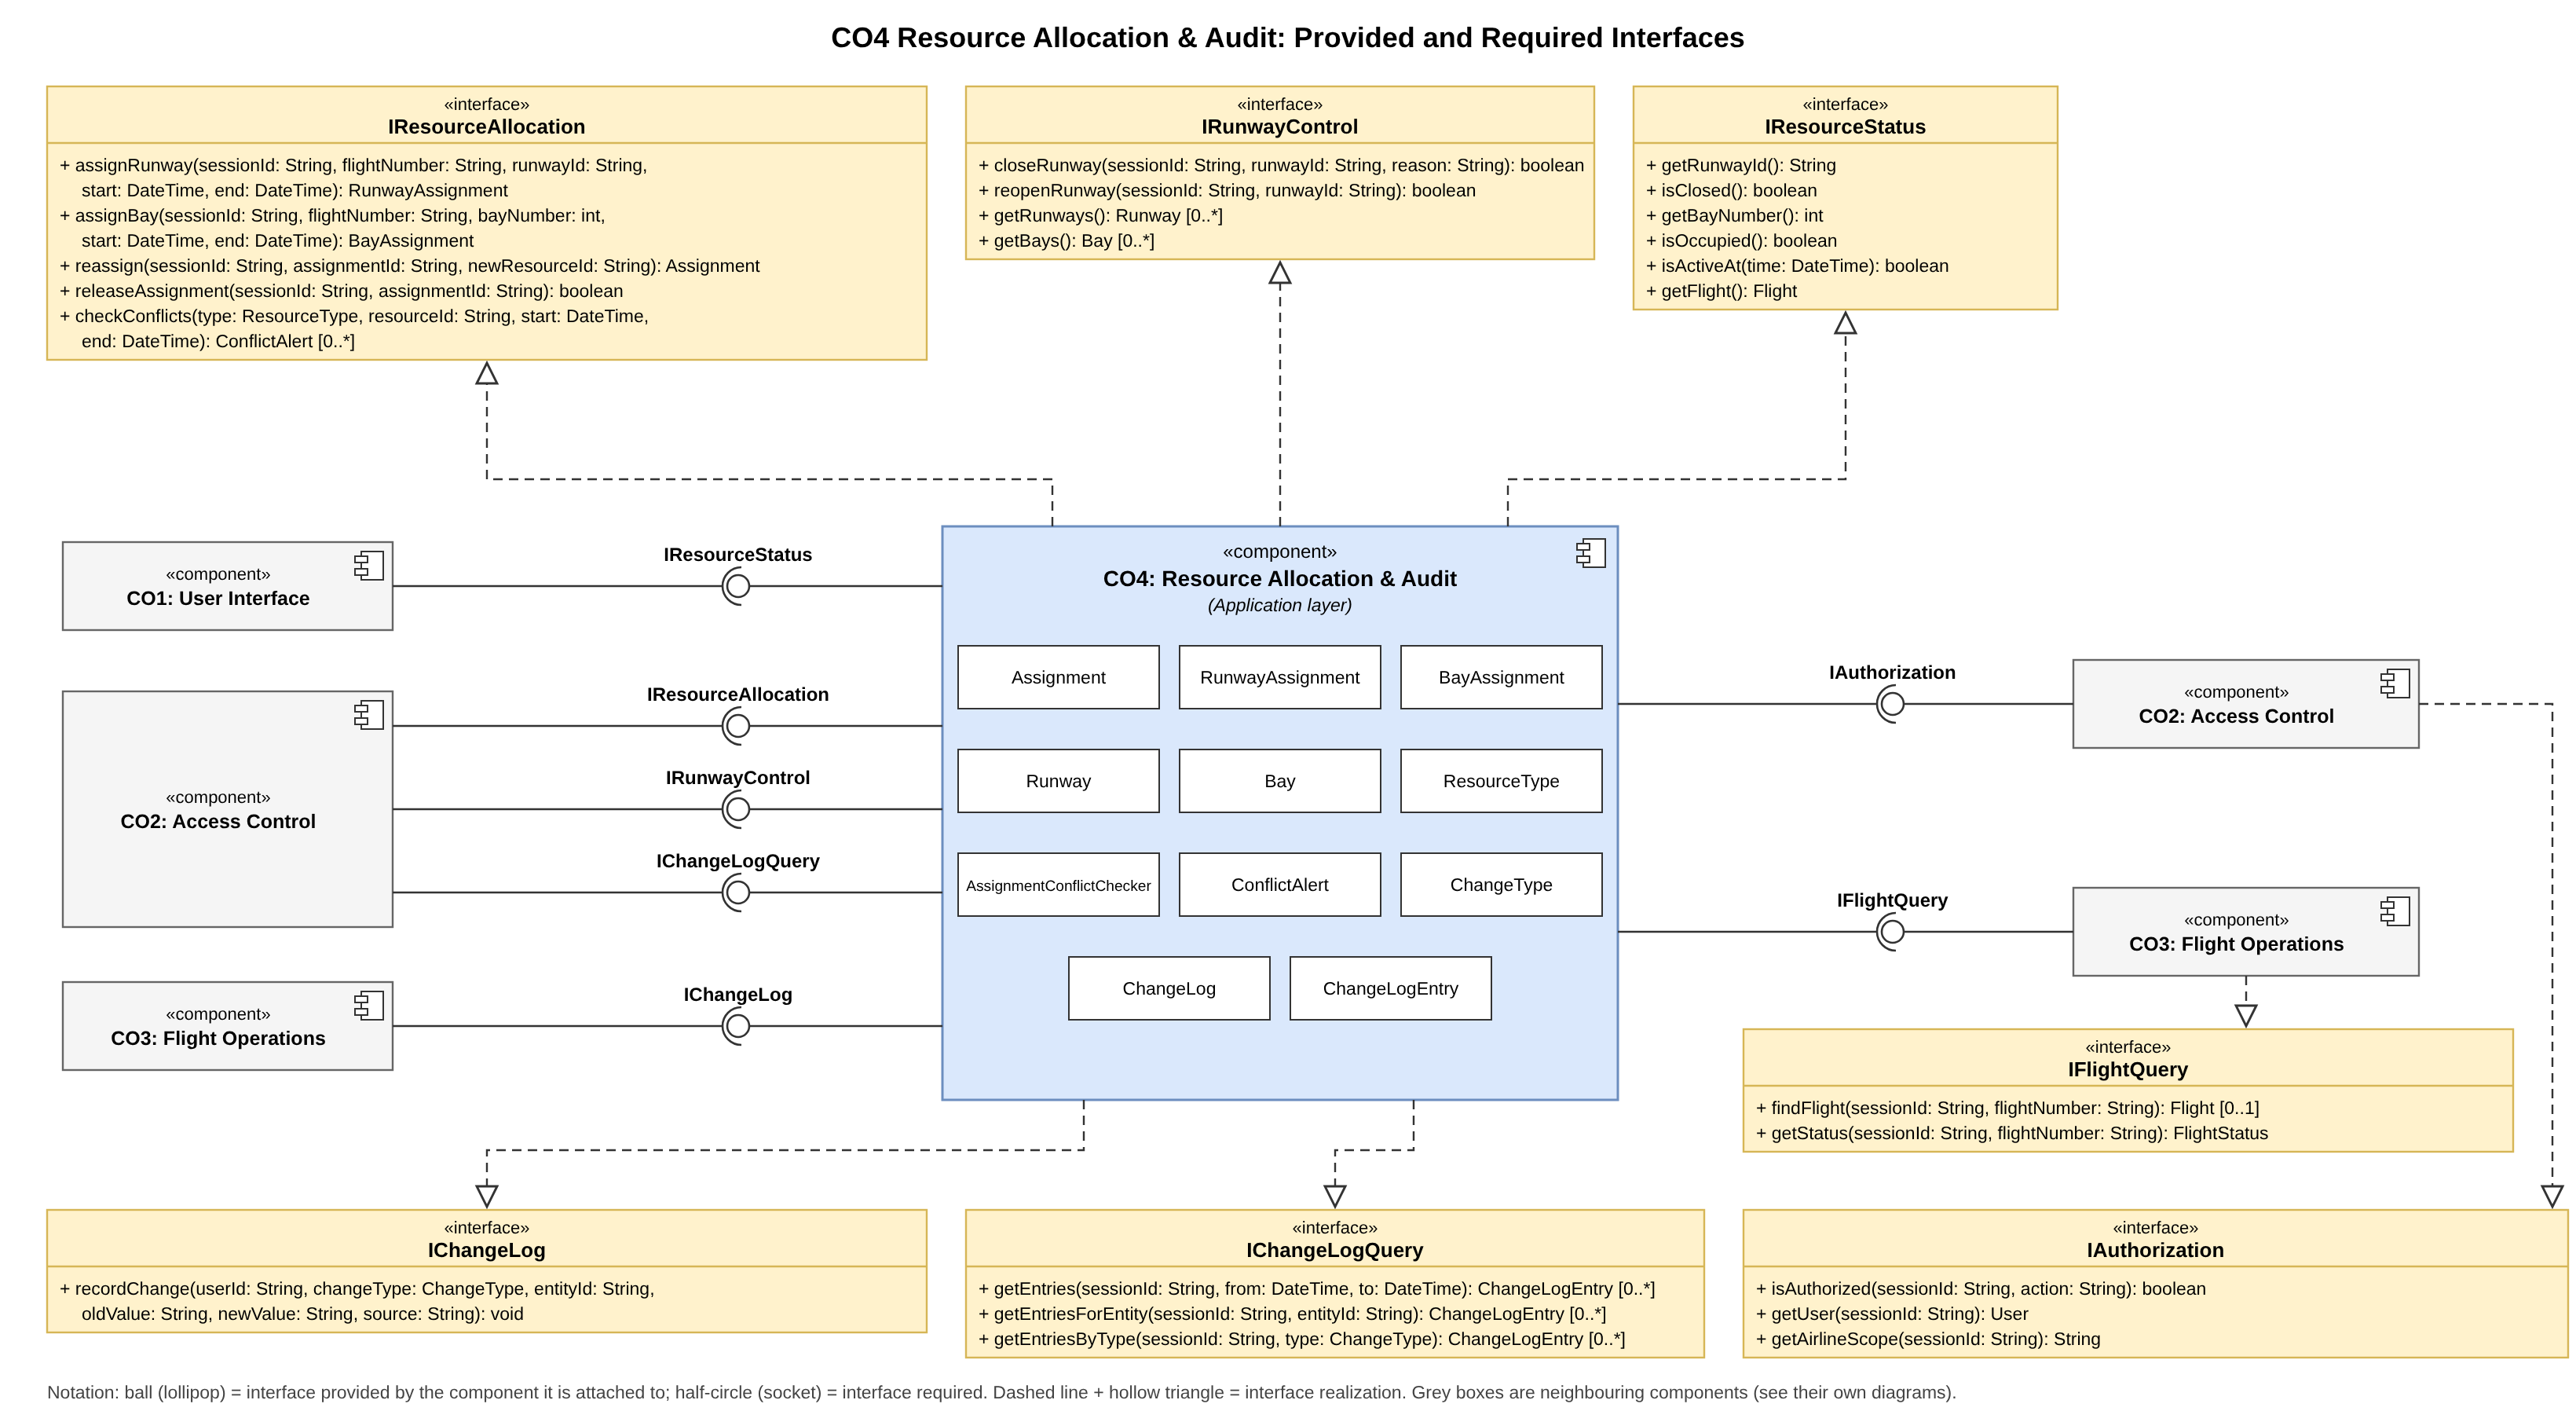 CO4 Resource Allocation & Audit: Provided and Required Interfaces
«interface»
IResourceAllocation
+ assignRunway(sessionId: String, flightNumber: String, runwayId: String,
start: DateTime, end: DateTime): RunwayAssignment
+ assignBay(sessionId: String, flightNumber: String, bayNumber: int,
start: DateTime, end: DateTime): BayAssignment
+ reassign(sessionId: String, assignmentId: String, newResourceId: String): Assignment
+ releaseAssignment(sessionId: String, assignmentId: String): boolean
+ checkConflicts(type: ResourceType, resourceId: String, start: DateTime,
end: DateTime): ConflictAlert [0..*]
«interface»
IRunwayControl
+ closeRunway(sessionId: String, runwayId: String, reason: String): boolean
+ reopenRunway(sessionId: String, runwayId: String): boolean
+ getRunways(): Runway [0..*]
+ getBays(): Bay [0..*]
«interface»
IResourceStatus
+ getRunwayId(): String
+ isClosed(): boolean
+ getBayNumber(): int
+ isOccupied(): boolean
+ isActiveAt(time: DateTime): boolean
+ getFlight(): Flight
«component»
CO1: User Interface
IResourceStatus
«component»
CO2: Access Control
IResourceAllocation
IRunwayControl
IChangeLogQuery
«component»
CO3: Flight Operations
IChangeLog
«component»
CO4: Resource Allocation & Audit
(Application layer)
Assignment
RunwayAssignment
BayAssignment
Runway
Bay
ResourceType
AssignmentConflictChecker
ConflictAlert
ChangeType
ChangeLog
ChangeLogEntry
IAuthorization
«component»
CO2: Access Control
IFlightQuery
«component»
CO3: Flight Operations
«interface»
IFlightQuery
+ findFlight(sessionId: String, flightNumber: String): Flight [0..1]
+ getStatus(sessionId: String, flightNumber: String): FlightStatus
«interface»
IChangeLog
+ recordChange(userId: String, changeType: ChangeType, entityId: String,
oldValue: String, newValue: String, source: String): void
«interface»
IChangeLogQuery
+ getEntries(sessionId: String, from: DateTime, to: DateTime): ChangeLogEntry [0..*]
+ getEntriesForEntity(sessionId: String, entityId: String): ChangeLogEntry [0..*]
+ getEntriesByType(sessionId: String, type: ChangeType): ChangeLogEntry [0..*]
«interface»
IAuthorization
+ isAuthorized(sessionId: String, action: String): boolean
+ getUser(sessionId: String): User
+ getAirlineScope(sessionId: String): String
Notation: ball (lollipop) = interface provided by the component it is attached to; half-circle (socket) = interface required. Dashed line + hollow triangle = interface realization. Grey boxes are neighbouring components (see their own diagrams).